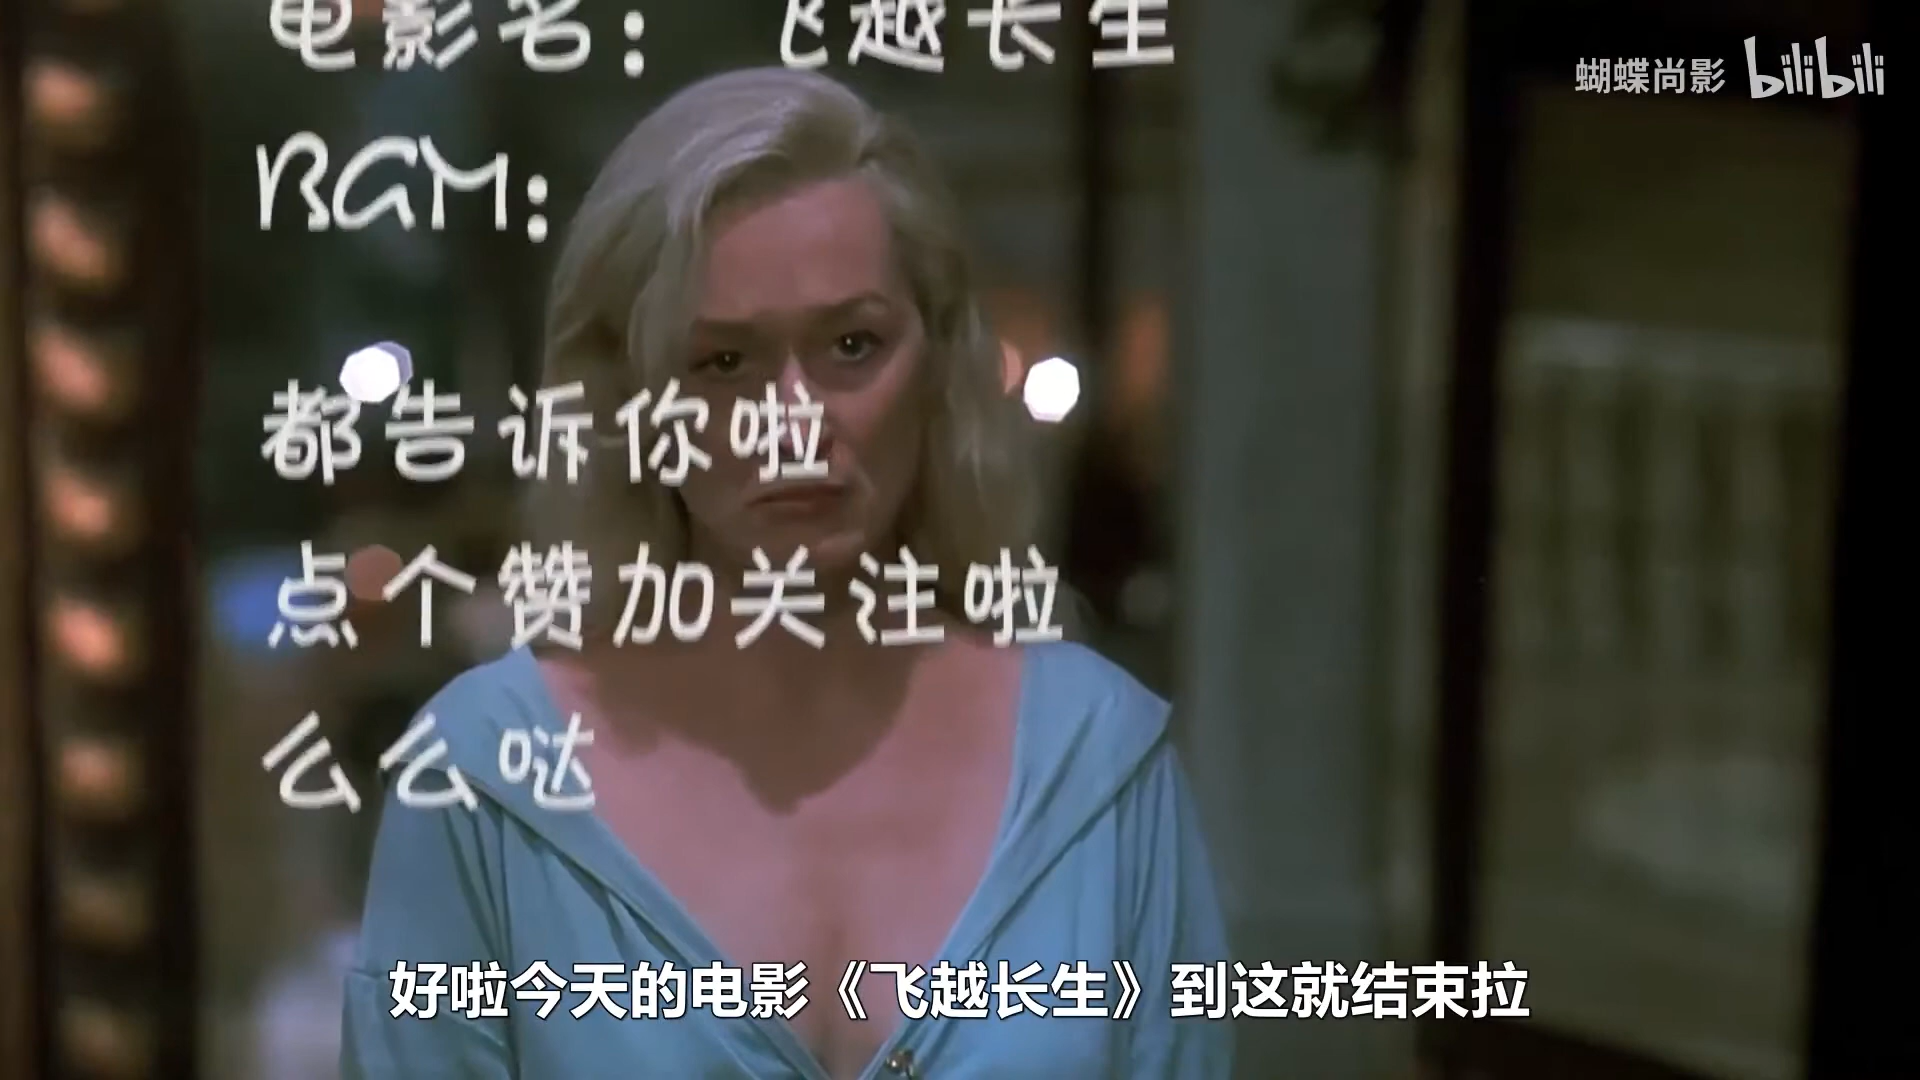 电影名：飞越长生
蝴蝶尚影 bilibili
BGM：
都告诉你啦
点个赞加关注啦
么么哒
好啦今天的电影《飞越长生》到这就结束拉